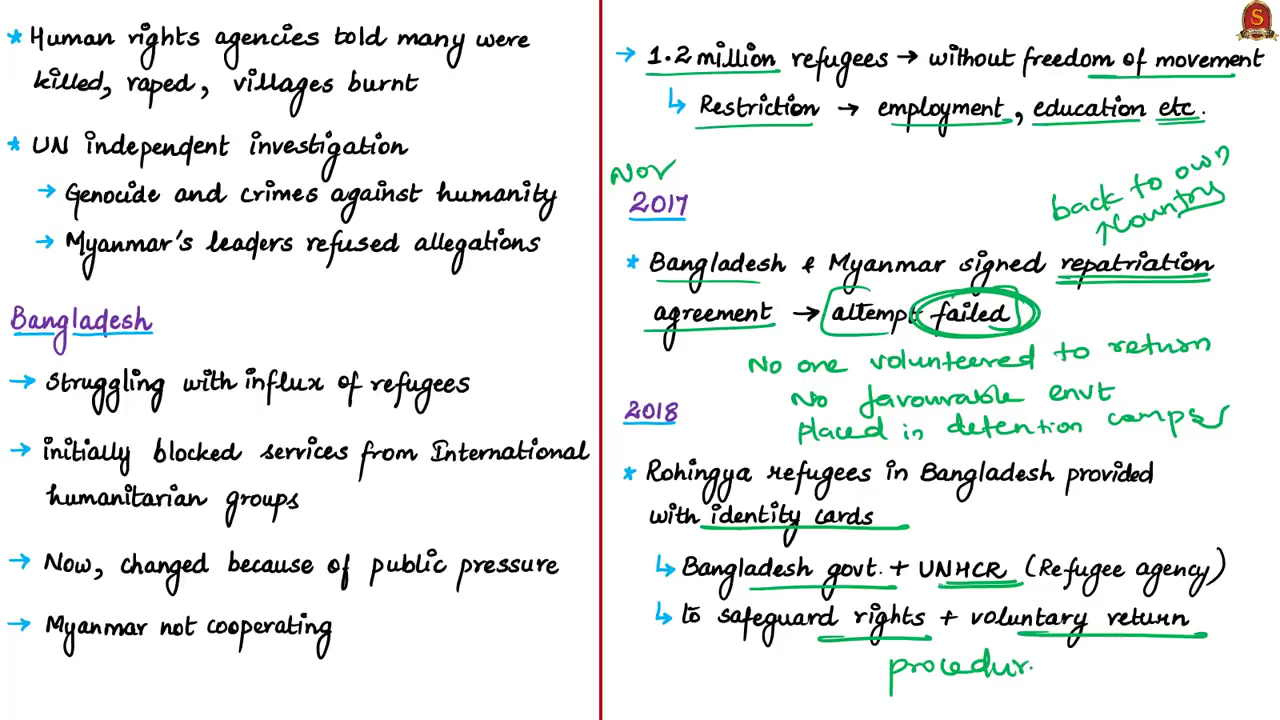 * Human rights agencies told many were
killed, raped, villages burnt
* UN independent investigation
→ Genocide and crimes against humanity
→ Myanmar's leaders refused allegations
Bangladesh
→ Struggling with influx of refugees
→ initially blocked services from International
humanitarian groups
→ Now, changed because of public pressure
→ Myanmar not cooperating
S
→ 1.2 million refugees → without freedom of movement
↳ Restriction → employment, education etc.
Nov
2017
back to own
country
* Bangladesh & Myanmar signed repatriation
agreement → attempt failed
No one volunteered to return
No favourable envt
placed in detention camps
2018
* Rohingya refugees in Bangladesh provided
with identity cards
↳ Bangladesh govt. + UNHCR (Refugee agency)
↳ to safeguard rights + voluntary return
procedur.